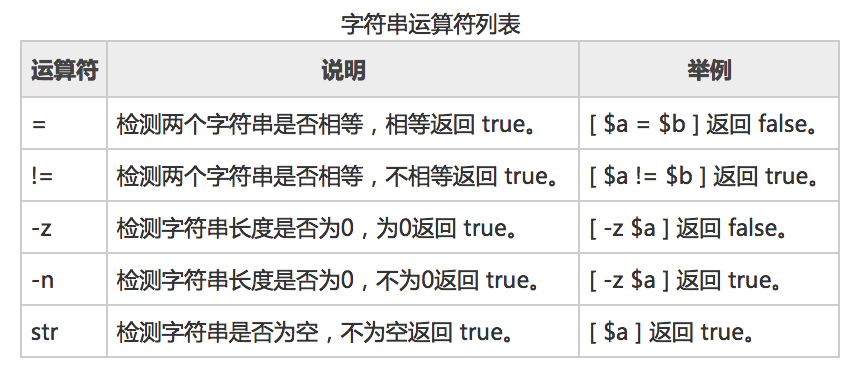 字符串运算符列表
运算符 说明 举例
= 检测两个字符串是否相等，相等返回 true。 [ $a = $b ] 返回 false。
!= 检测两个字符串是否相等，不相等返回 true。 [ $a != $b ] 返回 true。
-z 检测字符串长度是否为0，为0返回 true。 [ -z $a ] 返回 false。
-n 检测字符串长度是否为0，不为0返回 true。 [ -z $a ] 返回 true。
str 检测字符串是否为空，不为空返回 true。 [ $a ] 返回 true。